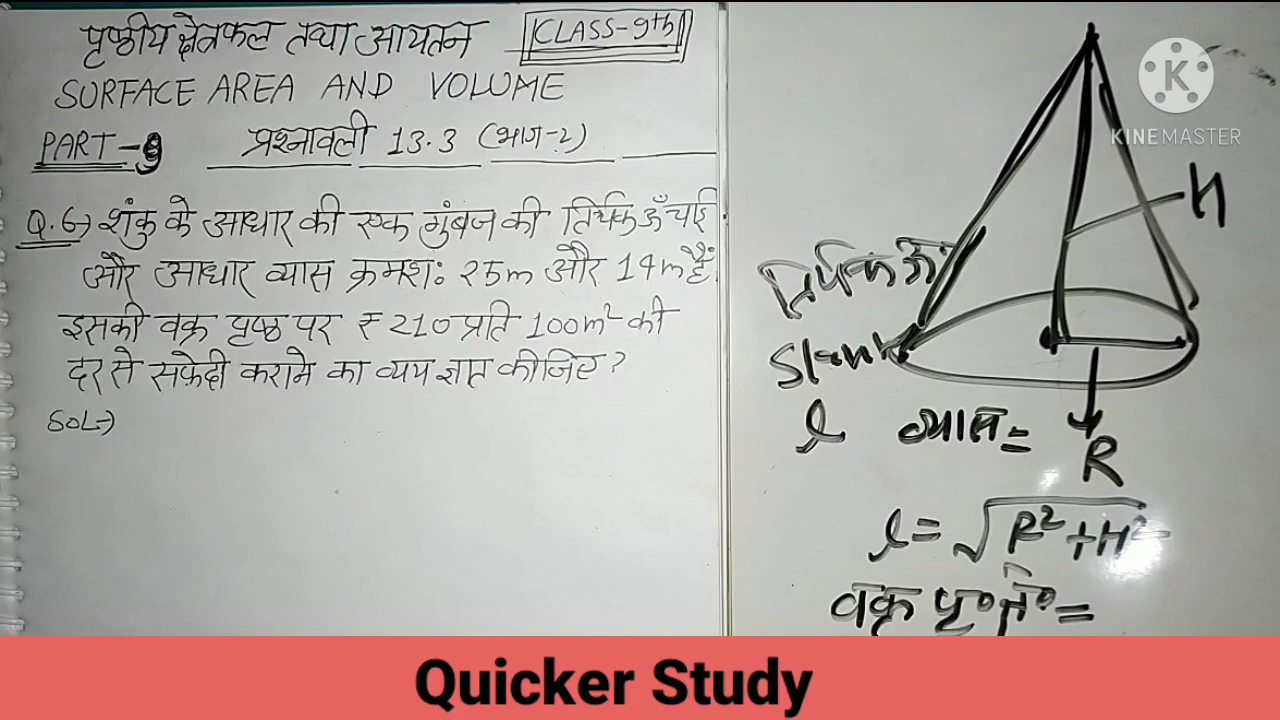 पृष्ठीय क्षेत्रफल तथा आयतन
CLASS-9th
SURFACE AREA AND VOLUME
PART-9 प्रश्नावली 13.3 (भाग-2)
Q.6→ शंकु के आधार की एक गुंबज की तिर्यक ऊँचाई
और आधार व्यास क्रमशः 25m और 14m हैं
इसकी वक्र पृष्ठ पर ₹210 प्रति 100m² की
दर से सफ़ेदी कराने का व्यय ज्ञात कीजिए?
SOL→)
KINEMASTER
H
तिर्यक ऊँ
Slant
l व्यास=
R
l=√R²+H²
वक्र पृ० =
Quicker Study